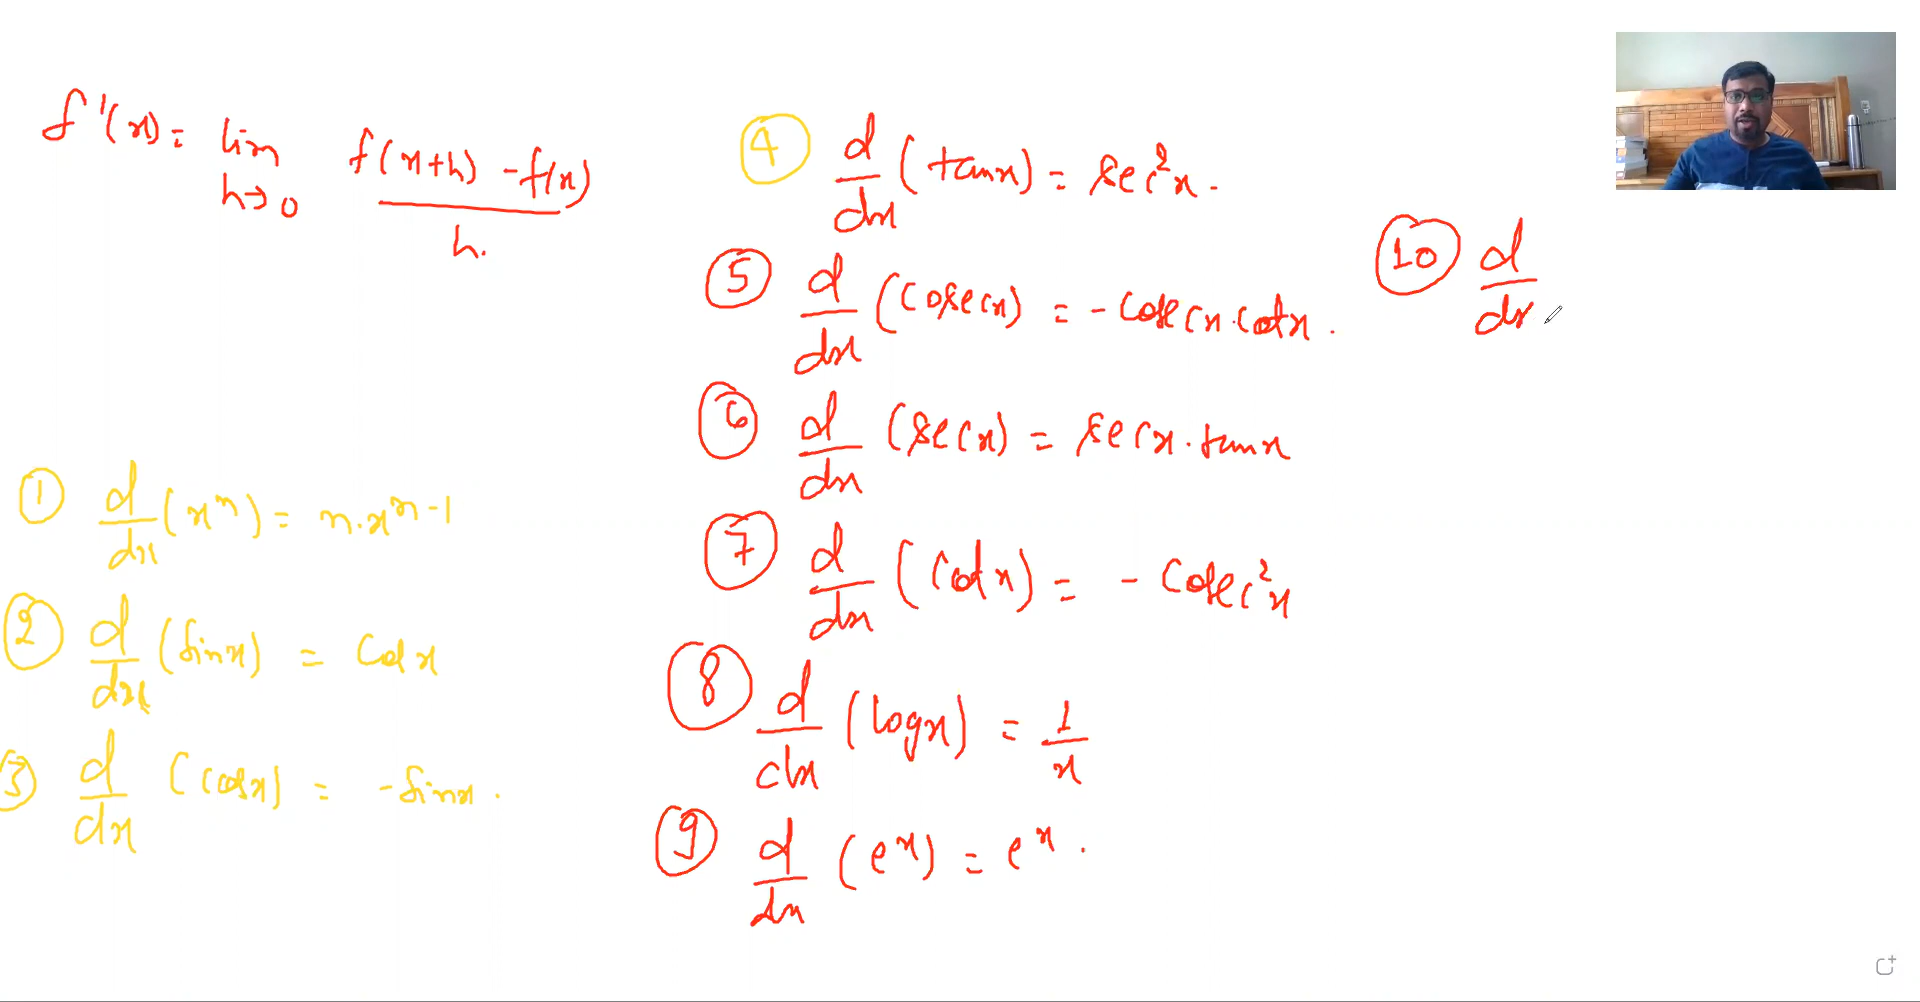 f'(x) = lim h→0 f(x+h) - f(x) / h.
① d/dx (xⁿ) = n·xⁿ⁻¹
② d/dx (sinx) = cosx
③ d/dx (cosx) = -sinx.
④ d/dx (tanx) = sec²x.
⑤ d/dx (cosecx) = -cosecx·cotx.
⑥ d/dx (secx) = secx·tanx
⑦ d/dx (cotx) = -cosec²x
⑧ d/dx (logx) = 1/x
⑨ d/dx (eˣ) = eˣ.
⑩ d/dx